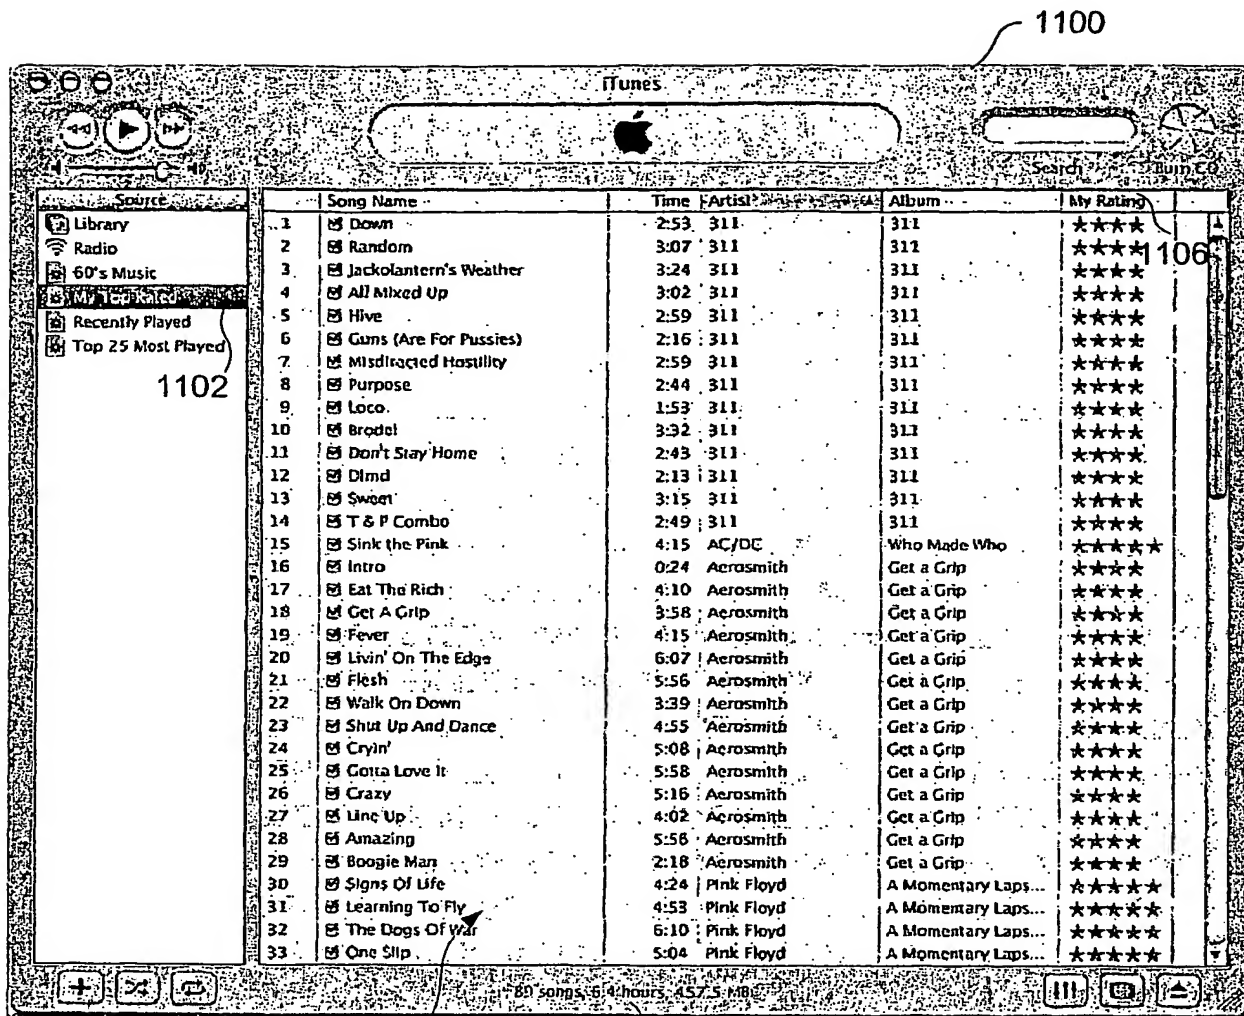 1100
iTunes
Search
Burn CD
Source
Library
Radio
60's Music
My Top Rated
Recently Played
Top 25 Most Played
1102
Song Name Time Artist Album My Rating
1106
1 Down 2:53 311 311 ★★★★
2 Random 3:07 311 311 ★★★★
3 Jackolantern's Weather 3:24 311 311 ★★★★
4 All Mixed Up 3:02 311 311 ★★★★
5 Hive 2:59 311 311 ★★★★
6 Guns (Are For Pussies) 2:16 311 311 ★★★★
7 Misdiracted Hostility 2:59 311 311 ★★★★
8 Purpose 2:44 311 311 ★★★★
9 Loco 1:53 311 311 ★★★★
10 Brodel 3:32 311 311 ★★★★
11 Don't Stay Home 2:43 311 311 ★★★★
12 Dlmd 2:13 311 311 ★★★★
13 Sweet 3:15 311 311 ★★★★
14 T & P Combo 2:49 311 311 ★★★★
15 Sink the Pink 4:15 AC/DC Who Made Who ★★★★★
16 Intro 0:24 Aerosmith Get a Grip ★★★★
17 Eat The Rich 4:10 Aerosmith Get a Grip ★★★★
18 Get A Grip 3:58 Aerosmith Get a Grip ★★★★
19 Fever 4:15 Aerosmith Get a Grip ★★★★
20 Livin' On The Edge 6:07 Aerosmith Get a Grip ★★★★
21 Flesh 5:56 Aerosmith Get a Grip ★★★★
22 Walk On Down 3:39 Aerosmith Get a Grip ★★★★
23 Shut Up And Dance 4:55 Aerosmith Get a Grip ★★★★
24 Cryin' 5:08 Aerosmith Get a Grip ★★★★
25 Gotta Love It 5:58 Aerosmith Get a Grip ★★★★
26 Crazy 5:16 Aerosmith Get a Grip ★★★★
27 Line Up 4:02 Aerosmith Get a Grip ★★★★
28 Amazing 5:56 Aerosmith Get a Grip ★★★★
29 Boogie Man 2:18 Aerosmith Get a Grip ★★★★
30 Signs Of Life 4:24 Pink Floyd A Momentary Laps... ★★★★★
31 Learning To Fly 4:53 Pink Floyd A Momentary Laps... ★★★★★
32 The Dogs Of War 6:10 Pink Floyd A Momentary Laps... ★★★★★
33 One Slip 5:04 Pink Floyd A Momentary Laps... ★★★★★
songs, 6.4 hours, 457.5 MB